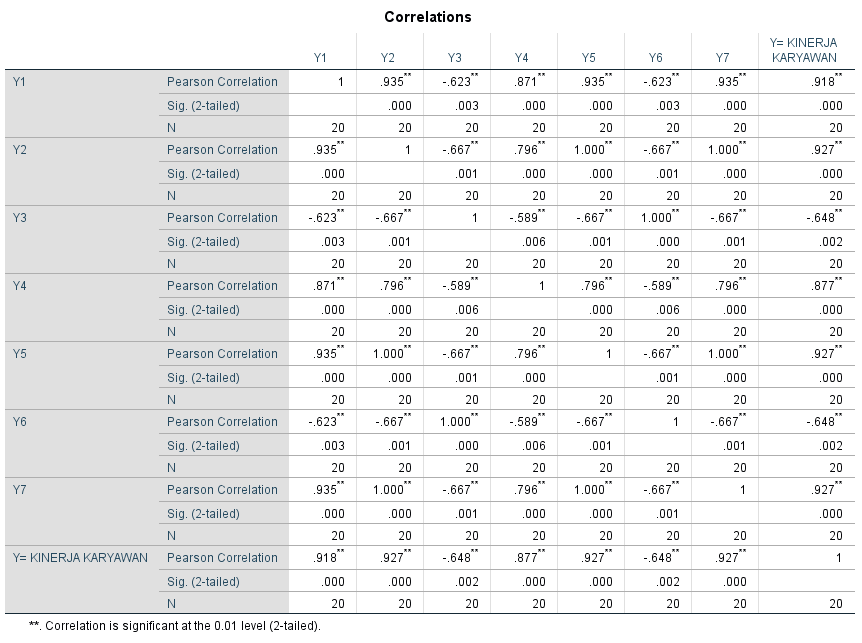 Correlations
Y1 Y2 Y3 Y4 Y5 Y6 Y7 Y= KINERJA KARYAWAN
Y1 Pearson Correlation 1 .935** -.623** .871** .935** -.623** .935** .918**
Sig. (2-tailed) .000 .003 .000 .000 .003 .000 .000
N 20 20 20 20 20 20 20 20
Y2 Pearson Correlation .935** 1 -.667** .796** 1.000** -.667** 1.000** .927**
Sig. (2-tailed) .000 .001 .000 .000 .001 .000 .000
N 20 20 20 20 20 20 20 20
Y3 Pearson Correlation -.623** -.667** 1 -.589** -.667** 1.000** -.667** -.648**
Sig. (2-tailed) .003 .001 .006 .001 .000 .001 .002
N 20 20 20 20 20 20 20 20
Y4 Pearson Correlation .871** .796** -.589** 1 .796** -.589** .796** .877**
Sig. (2-tailed) .000 .000 .006 .000 .006 .000 .000
N 20 20 20 20 20 20 20 20
Y5 Pearson Correlation .935** 1.000** -.667** .796** 1 -.667** 1.000** .927**
Sig. (2-tailed) .000 .000 .001 .000 .001 .000 .000
N 20 20 20 20 20 20 20 20
Y6 Pearson Correlation -.623** -.667** 1.000** -.589** -.667** 1 -.667** -.648**
Sig. (2-tailed) .003 .001 .000 .006 .001 .001 .002
N 20 20 20 20 20 20 20 20
Y7 Pearson Correlation .935** 1.000** -.667** .796** 1.000** -.667** 1 .927**
Sig. (2-tailed) .000 .000 .001 .000 .000 .001 .000
N 20 20 20 20 20 20 20 20
Y= KINERJA KARYAWAN Pearson Correlation .918** .927** -.648** .877** .927** -.648** .927** 1
Sig. (2-tailed) .000 .000 .002 .000 .000 .002 .000
N 20 20 20 20 20 20 20 20
**. Correlation is significant at the 0.01 level (2-tailed).